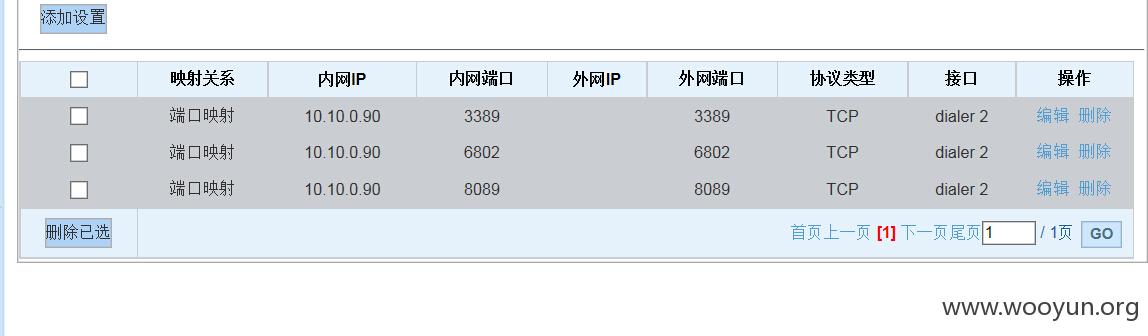 添加设置
映射关系 内网IP 内网端口 外网IP 外网端口 协议类型 接口 操作
端口映射 10.10.0.90 3389 3389 TCP dialer 2 编辑 删除
端口映射 10.10.0.90 6802 6802 TCP dialer 2 编辑 删除
端口映射 10.10.0.90 8089 8089 TCP dialer 2 编辑 删除
删除已选 首页上一页 [1] 下一页尾页 1 / 1页 GO
www.wooyun.org